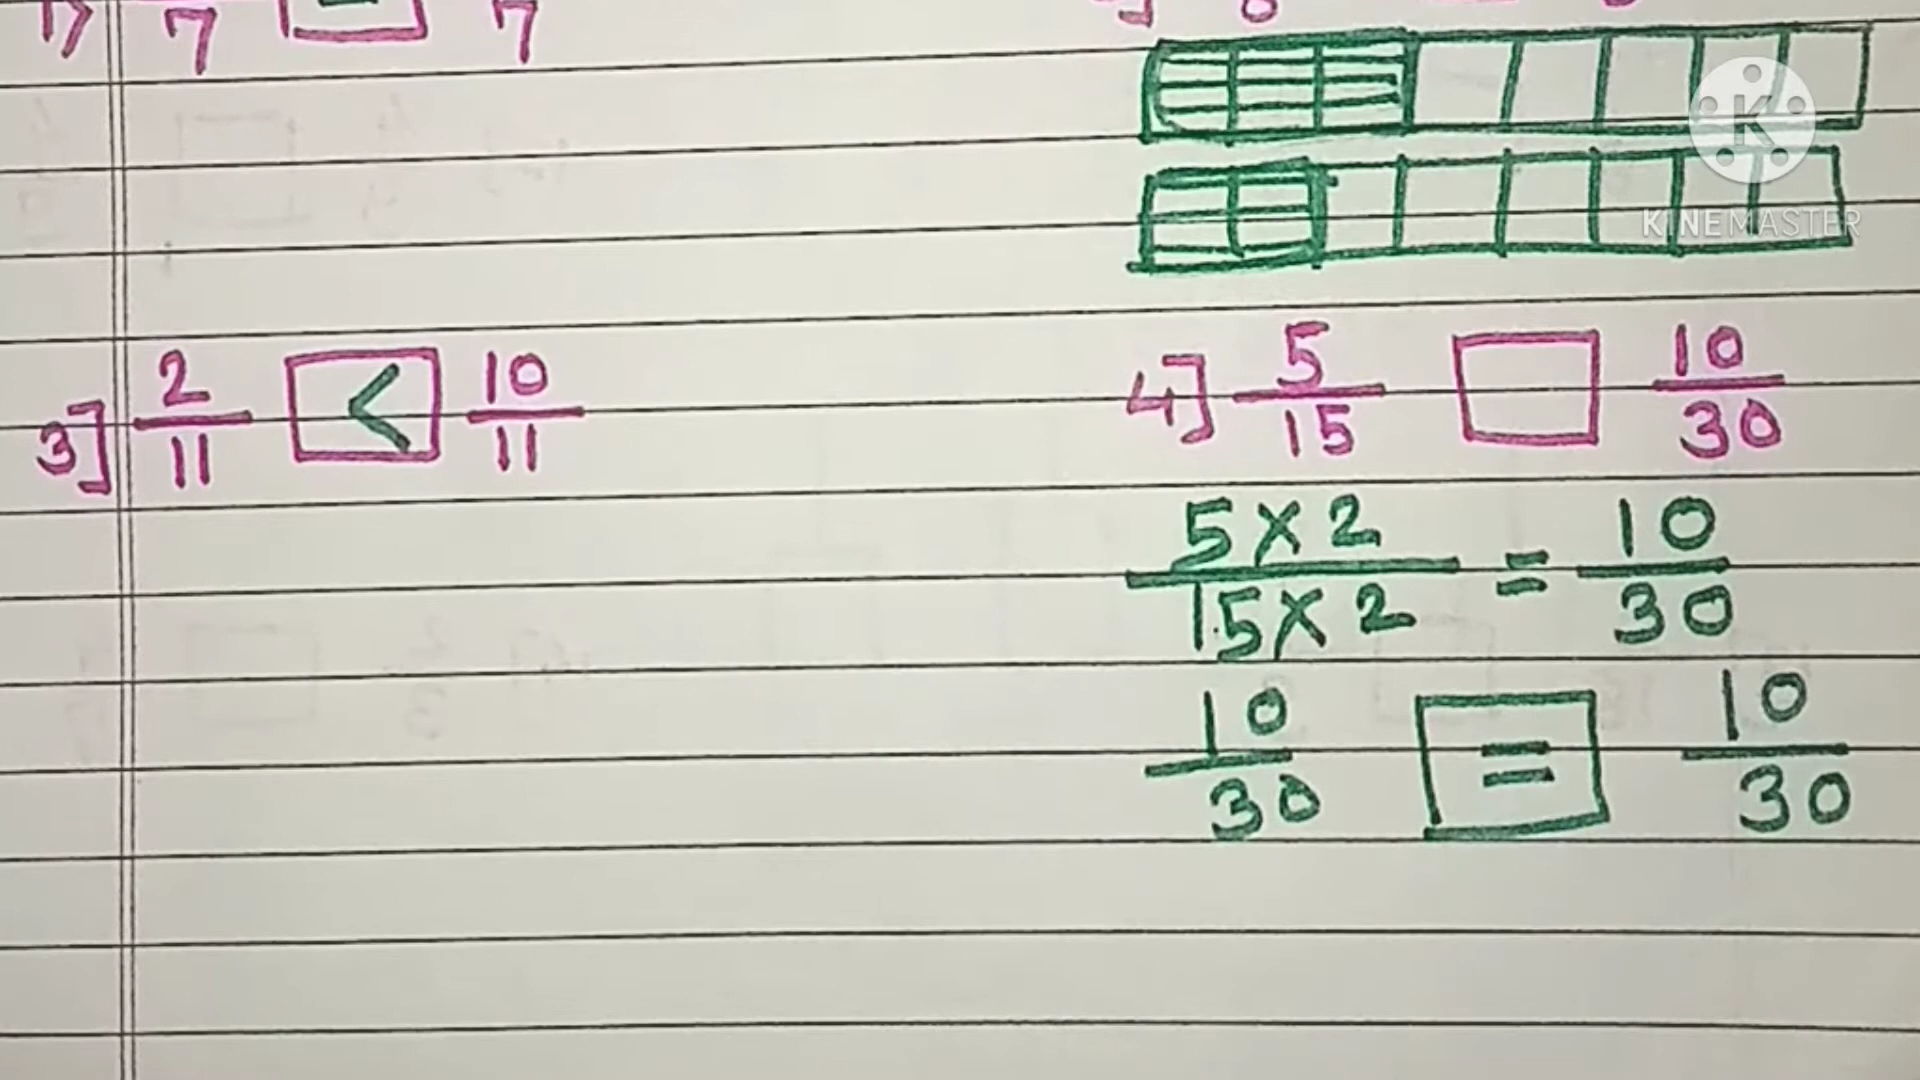 1) 7 7
3] 2/11 < 10/11
4] 5/15 10/30
5×2/15×2 = 10/30
10/30 = 10/30
KINEMASTER